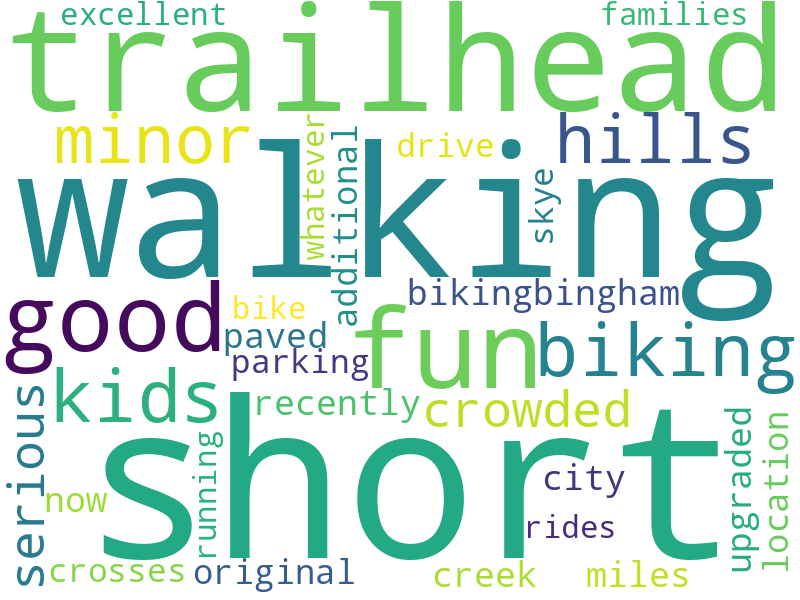 excellent
families
trailhead
minor
whatever
additional
drive
hills
walking
skye
good
bike
paved
parking
bikingbingham
fun
biking
kids
recently
crowded
serious
short
running
now
city
rides
upgraded
location
crosses
original
creek
miles